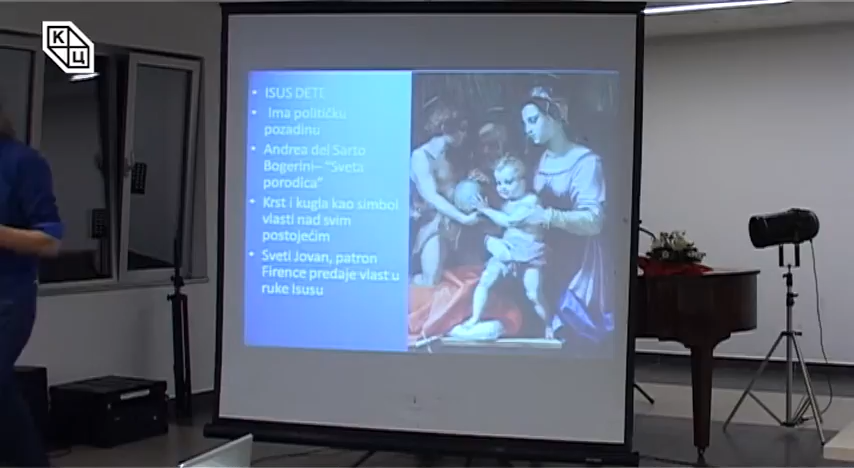 КЦ
• ISUS DETE
• Ima političku
pozadinu
• Andrea del Sarto
Bogerini– "Sveta
porodica"
• Krst i kugla kao simbol
vlasti nad svim
postojećim
• Sveti Jovan, patron
Firence predaje vlast u
ruke Isusu